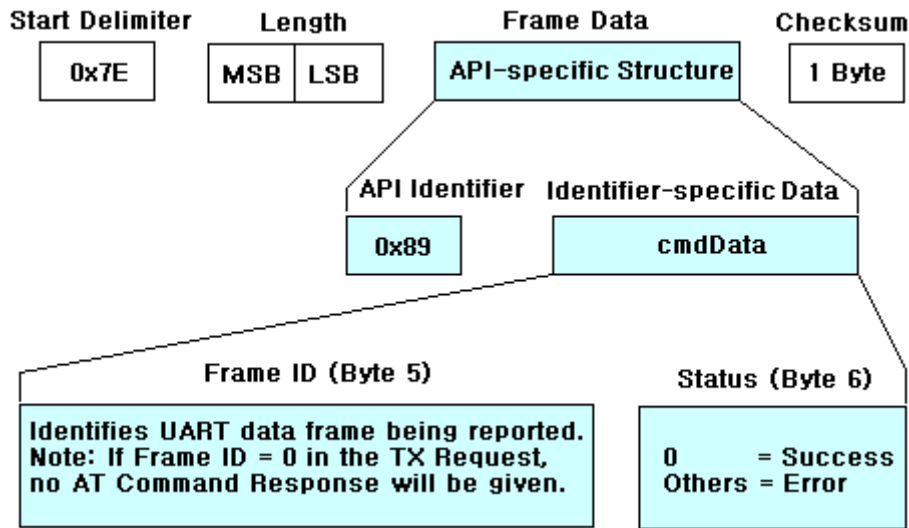 Start Delimiter Length Frame Data Checksum
0x7E MSB LSB API-specific Structure 1 Byte
API Identifier Identifier-specific Data
0x89 cmdData
Frame ID (Byte 5) Status (Byte 6)
Identifies UART data frame being reported.
Note: If Frame ID = 0 in the TX Request,
no AT Command Response will be given.
0 = Success
Others = Error